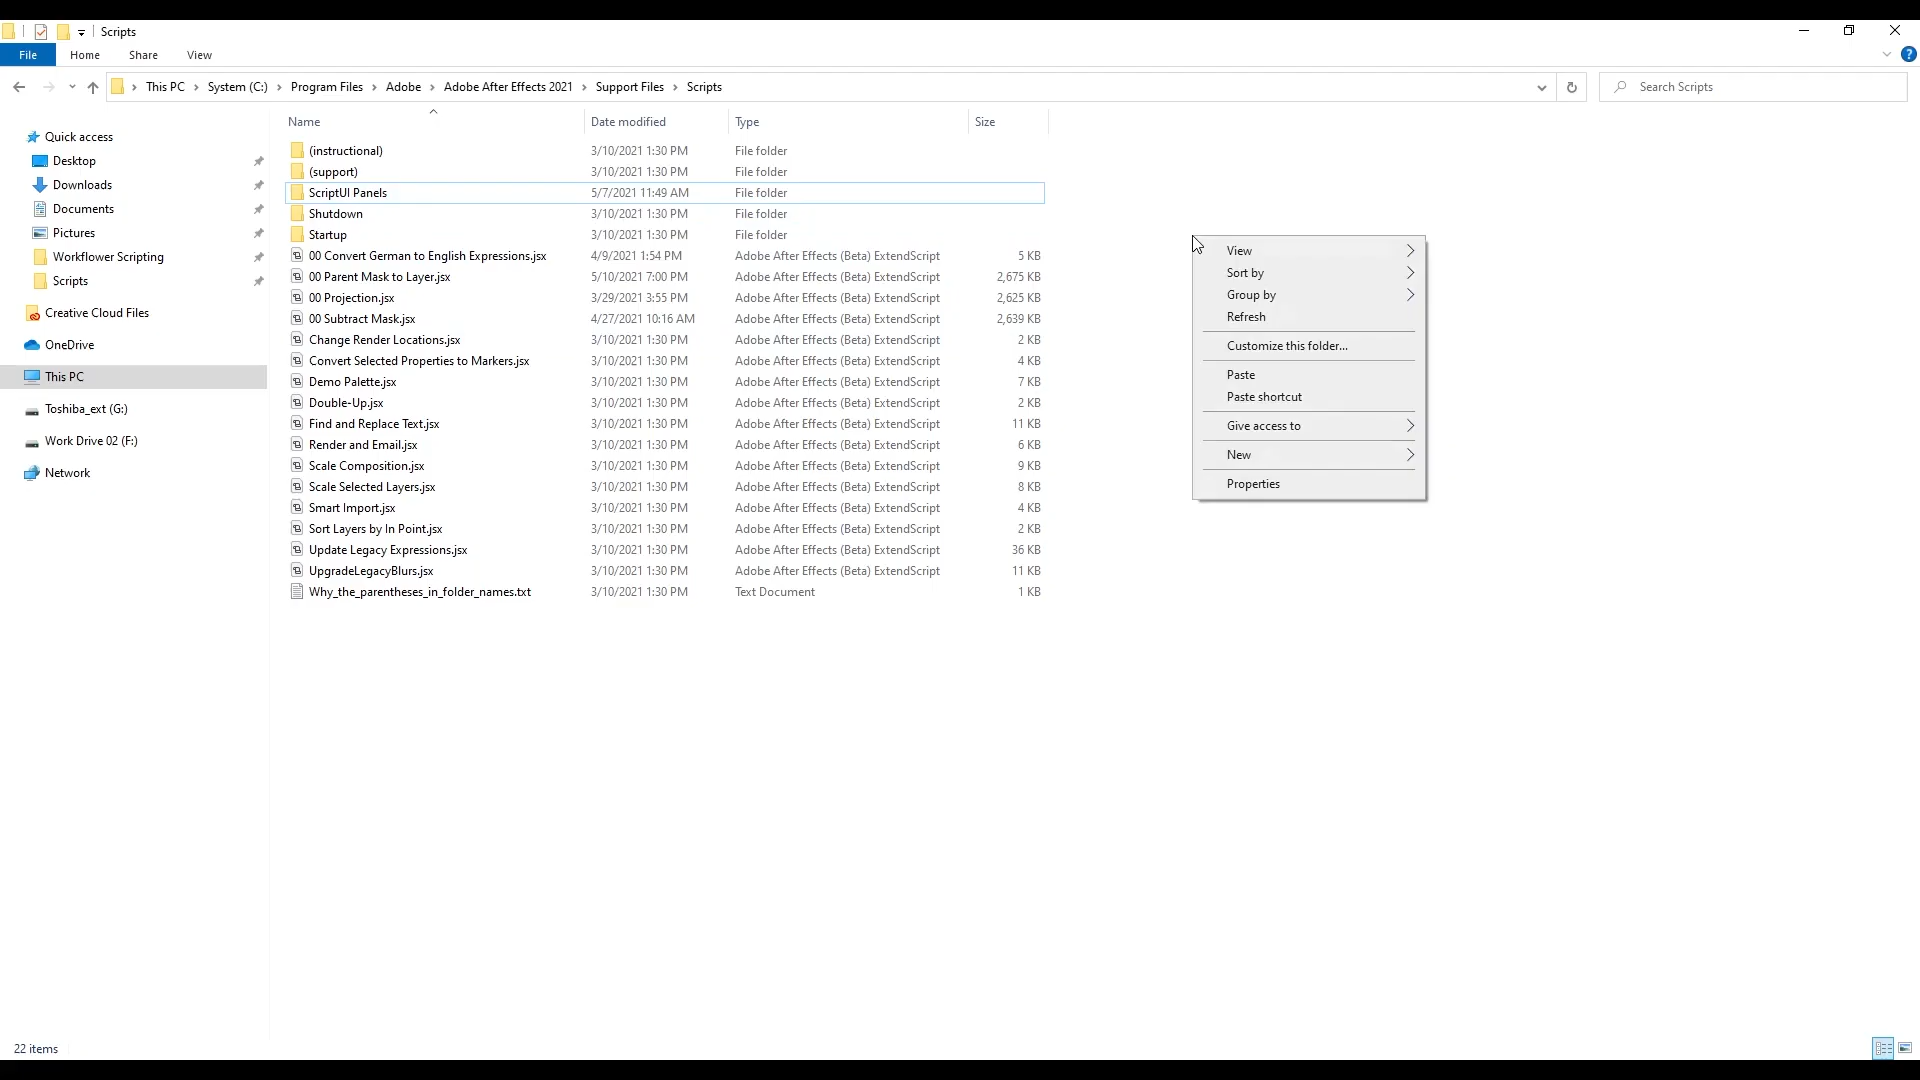 Scripts
File Home Share View
This PC System (C:) Program Files Adobe Adobe After Effects 2021 Support Files Scripts Search Scripts
Name Date modified Type Size
Quick access
Desktop
Downloads
Documents
Pictures
Workflower Scripting
Scripts
Creative Cloud Files
OneDrive
This PC
Toshiba_ext (G:)
Work Drive 02 (F:)
Network
(instructional) 3/10/2021 1:30 PM File folder
(support) 3/10/2021 1:30 PM File folder
ScriptUI Panels 5/7/2021 11:49 AM File folder
Shutdown 3/10/2021 1:30 PM File folder
Startup 3/10/2021 1:30 PM File folder
00 Convert German to English Expressions.jsx 4/9/2021 1:54 PM Adobe After Effects (Beta) ExtendScript 5 KB
00 Parent Mask to Layer.jsx 5/10/2021 7:00 PM Adobe After Effects (Beta) ExtendScript 2,675 KB
00 Projection.jsx 3/29/2021 3:55 PM Adobe After Effects (Beta) ExtendScript 2,625 KB
00 Subtract Mask.jsx 4/27/2021 10:16 AM Adobe After Effects (Beta) ExtendScript 2,639 KB
Change Render Locations.jsx 3/10/2021 1:30 PM Adobe After Effects (Beta) ExtendScript 2 KB
Convert Selected Properties to Markers.jsx 3/10/2021 1:30 PM Adobe After Effects (Beta) ExtendScript 4 KB
Demo Palette.jsx 3/10/2021 1:30 PM Adobe After Effects (Beta) ExtendScript 7 KB
Double-Up.jsx 3/10/2021 1:30 PM Adobe After Effects (Beta) ExtendScript 2 KB
Find and Replace Text.jsx 3/10/2021 1:30 PM Adobe After Effects (Beta) ExtendScript 11 KB
Render and Email.jsx 3/10/2021 1:30 PM Adobe After Effects (Beta) ExtendScript 6 KB
Scale Composition.jsx 3/10/2021 1:30 PM Adobe After Effects (Beta) ExtendScript 9 KB
Scale Selected Layers.jsx 3/10/2021 1:30 PM Adobe After Effects (Beta) ExtendScript 8 KB
Smart Import.jsx 3/10/2021 1:30 PM Adobe After Effects (Beta) ExtendScript 4 KB
Sort Layers by In Point.jsx 3/10/2021 1:30 PM Adobe After Effects (Beta) ExtendScript 2 KB
Update Legacy Expressions.jsx 3/10/2021 1:30 PM Adobe After Effects (Beta) ExtendScript 36 KB
UpgradeLegacyBlurs.jsx 3/10/2021 1:30 PM Adobe After Effects (Beta) ExtendScript 11 KB
Why_the_parentheses_in_folder_names.txt 3/10/2021 1:30 PM Text Document 1 KB
View
Sort by
Group by
Refresh
Customize this folder...
Paste
Paste shortcut
Give access to
New
Properties
22 items